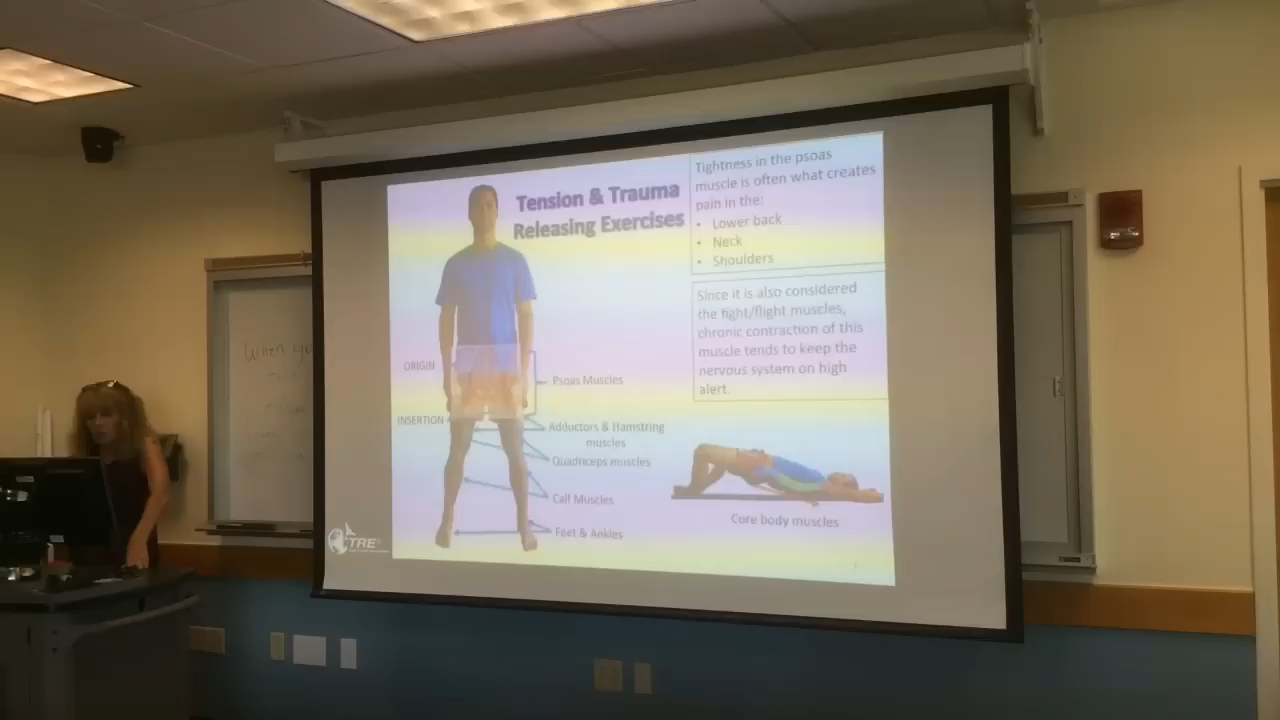 Tension & Trauma
Releasing Exercises
Tightness in the psoas
muscle is often what creates
pain in the:
• Lower back
• Neck
• Shoulders
Since it is also considered
the fight/flight muscles,
chronic contraction of this
muscle tends to keep the
nervous system on high
alert.
ORIGIN
Psoas Muscles
INSERTION
Adductors & Hamstring
muscles
Quadriceps muscles
Calf Muscles
Feet & Ankles
Core body muscles
TRE
When yo